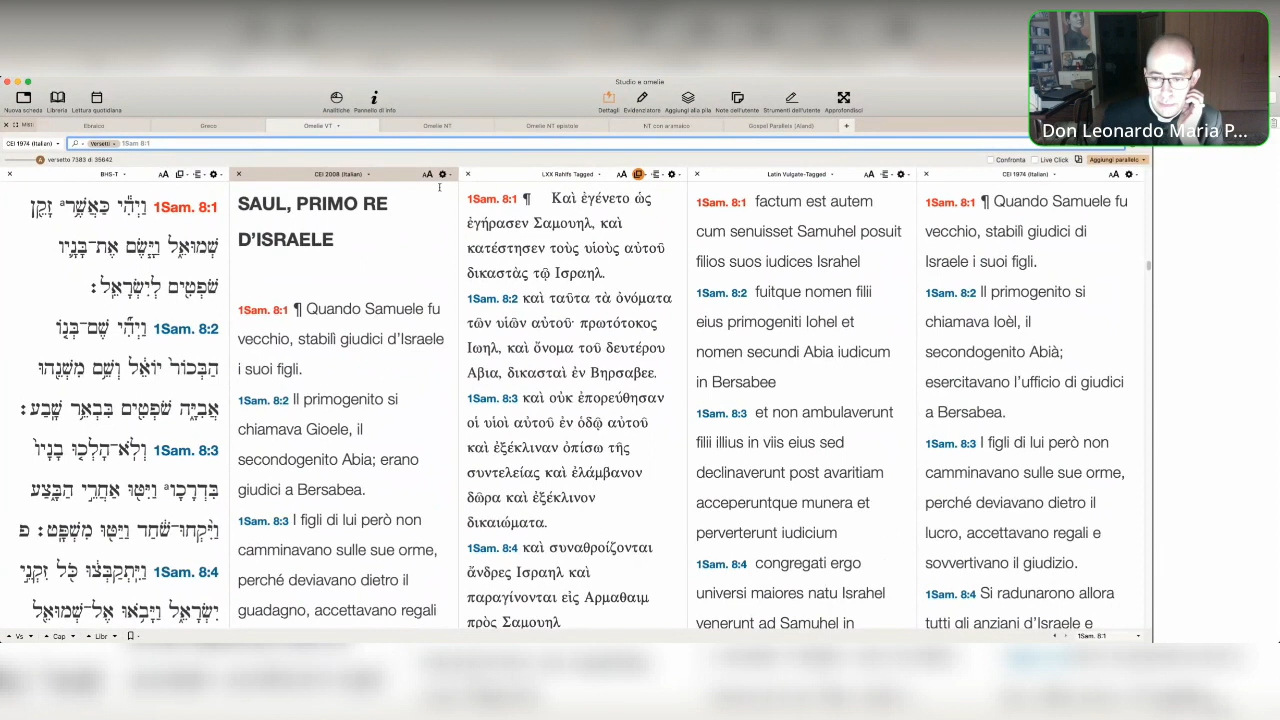 Don Leonardo Maria P...
Studio e omelie
Nuova scheda
Libreria
Lettura quotidiana
Analitiche
Pannello di info
Dettagli
Evidenziatore
Aggiungi alla pila
Note dell'utente
Strumenti dell'utente
Approfondisci
Mitti
Ebraico
Greco
Omelie VT
Omelie NT
Omelie NT epistole
NT con aramaico
Gospel Parallels (Aland)
CEI 1974 (Italian)
Versetti
1Sam 8:1
versetto 7383 di 35642
Confronta
Live Click
Aggiungi parallelo
BHS-T
1Sam. 8:1 וַיְהִ֕י כַּאֲשֶׁ֥ר זָקֵ֖ן
שְׁמוּאֵ֑ל וַיָּ֧שֶׂם אֶת־בָּנָ֛יו
שֹׁפְטִ֖ים לְיִשְׂרָאֵֽל׃
1Sam. 8:2 וַיְהִ֞י שֶׁם־בְּנ֤וֹ
הַבְּכוֹר֙ יוֹאֵ֔ל וְשֵׁ֥ם מִשְׁנֵ֖הוּ
אֲבִיָּ֑ה שֹׁפְטִ֖ים בִּבְאֵ֥ר שָֽׁבַע׃
1Sam. 8:3 וְלֹֽא־הָלְכ֤וּ בָנָיו֙
בִּדְרָכָ֔יו וַיִּטּ֖וּ אַחֲרֵ֣י הַבָּ֑צַע
וַיִּ֨קְחוּ־שֹׁ֔חַד וַיַּטּ֖וּ מִשְׁפָּֽט׃ פ
1Sam. 8:4 וַיִּֽתְקַבְּצ֔וּ כֹּ֖ל זִקְנֵ֣י
יִשְׂרָאֵ֑ל וַיָּבֹ֥אוּ אֶל־שְׁמוּאֵ֖ל
CEI 2008 (Italian)
SAUL, PRIMO RE
D'ISRAELE
1Sam. 8:1 ¶ Quando Samuele fu
vecchio, stabilì giudici d'Israele
i suoi figli.
1Sam. 8:2 Il primogenito si
chiamava Gioele, il
secondogenito Abia; erano
giudici a Bersabea.
1Sam. 8:3 I figli di lui però non
camminavano sulle sue orme,
perché deviavano dietro il
guadagno, accettavano regali
LXX Rahlfs Tagged
1Sam. 8:1 ¶ Καὶ ἐγένετο ὡς
ἐγήρασεν Σαμουηλ, καὶ
κατέστησεν τοὺς υἱοὺς αὐτοῦ
δικαστὰς τῷ Ισραηλ.
1Sam. 8:2 καὶ ταῦτα τὰ ὀνόματα
τῶν υἱῶν αὐτοῦ· πρωτότοκος
Ιωηλ, καὶ ὄνομα τοῦ δευτέρου
Αβια, δικασταὶ ἐν Βηρσαβεε.
1Sam. 8:3 καὶ οὐκ ἐπορεύθησαν
οἱ υἱοὶ αὐτοῦ ἐν ὁδῷ αὐτοῦ
καὶ ἐξέκλιναν ὀπίσω τῆς
συντελείας καὶ ἐλάμβανον
δῶρα καὶ ἐξέκλινον
δικαιώματα.
1Sam. 8:4 καὶ συναθροίζονται
ἄνδρες Ισραηλ καὶ
παραγίνονται εἰς Αρμαθαιμ
πρὸς Σαμουηλ
Latin Vulgate-Tagged
1Sam. 8:1 factum est autem
cum senuisset Samuhel posuit
filios suos iudices Israhel
1Sam. 8:2 fuitque nomen filii
eius primogeniti Iohel et
nomen secundi Abia iudicum
in Bersabee
1Sam. 8:3 et non ambulaverunt
filii illius in viis eius sed
declinaverunt post avaritiam
acceperuntque munera et
perverterunt iudicium
1Sam. 8:4 congregati ergo
universi maiores natu Israhel
venerunt ad Samuhel in
CEI 1974 (Italian)
1Sam. 8:1 ¶ Quando Samuele fu
vecchio, stabilì giudici di
Israele i suoi figli.
1Sam. 8:2 Il primogenito si
chiamava Ioèl, il
secondogenito Abià;
esercitavano l'ufficio di giudici
a Bersabea.
1Sam. 8:3 I figli di lui però non
camminavano sulle sue orme,
perché deviavano dietro il
lucro, accettavano regali e
sovvertivano il giudizio.
1Sam. 8:4 Si radunarono allora
tutti gli anziani d'Israele e
Vs
Cap
Libr
1Sam. 8:1